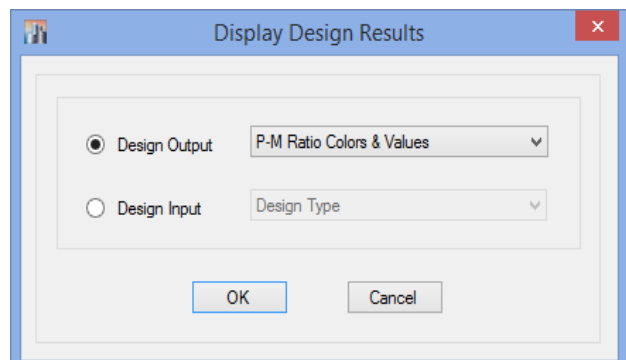 Display Design Results
Design Output P-M Ratio Colors & Values
Design Input Design Type
OK Cancel